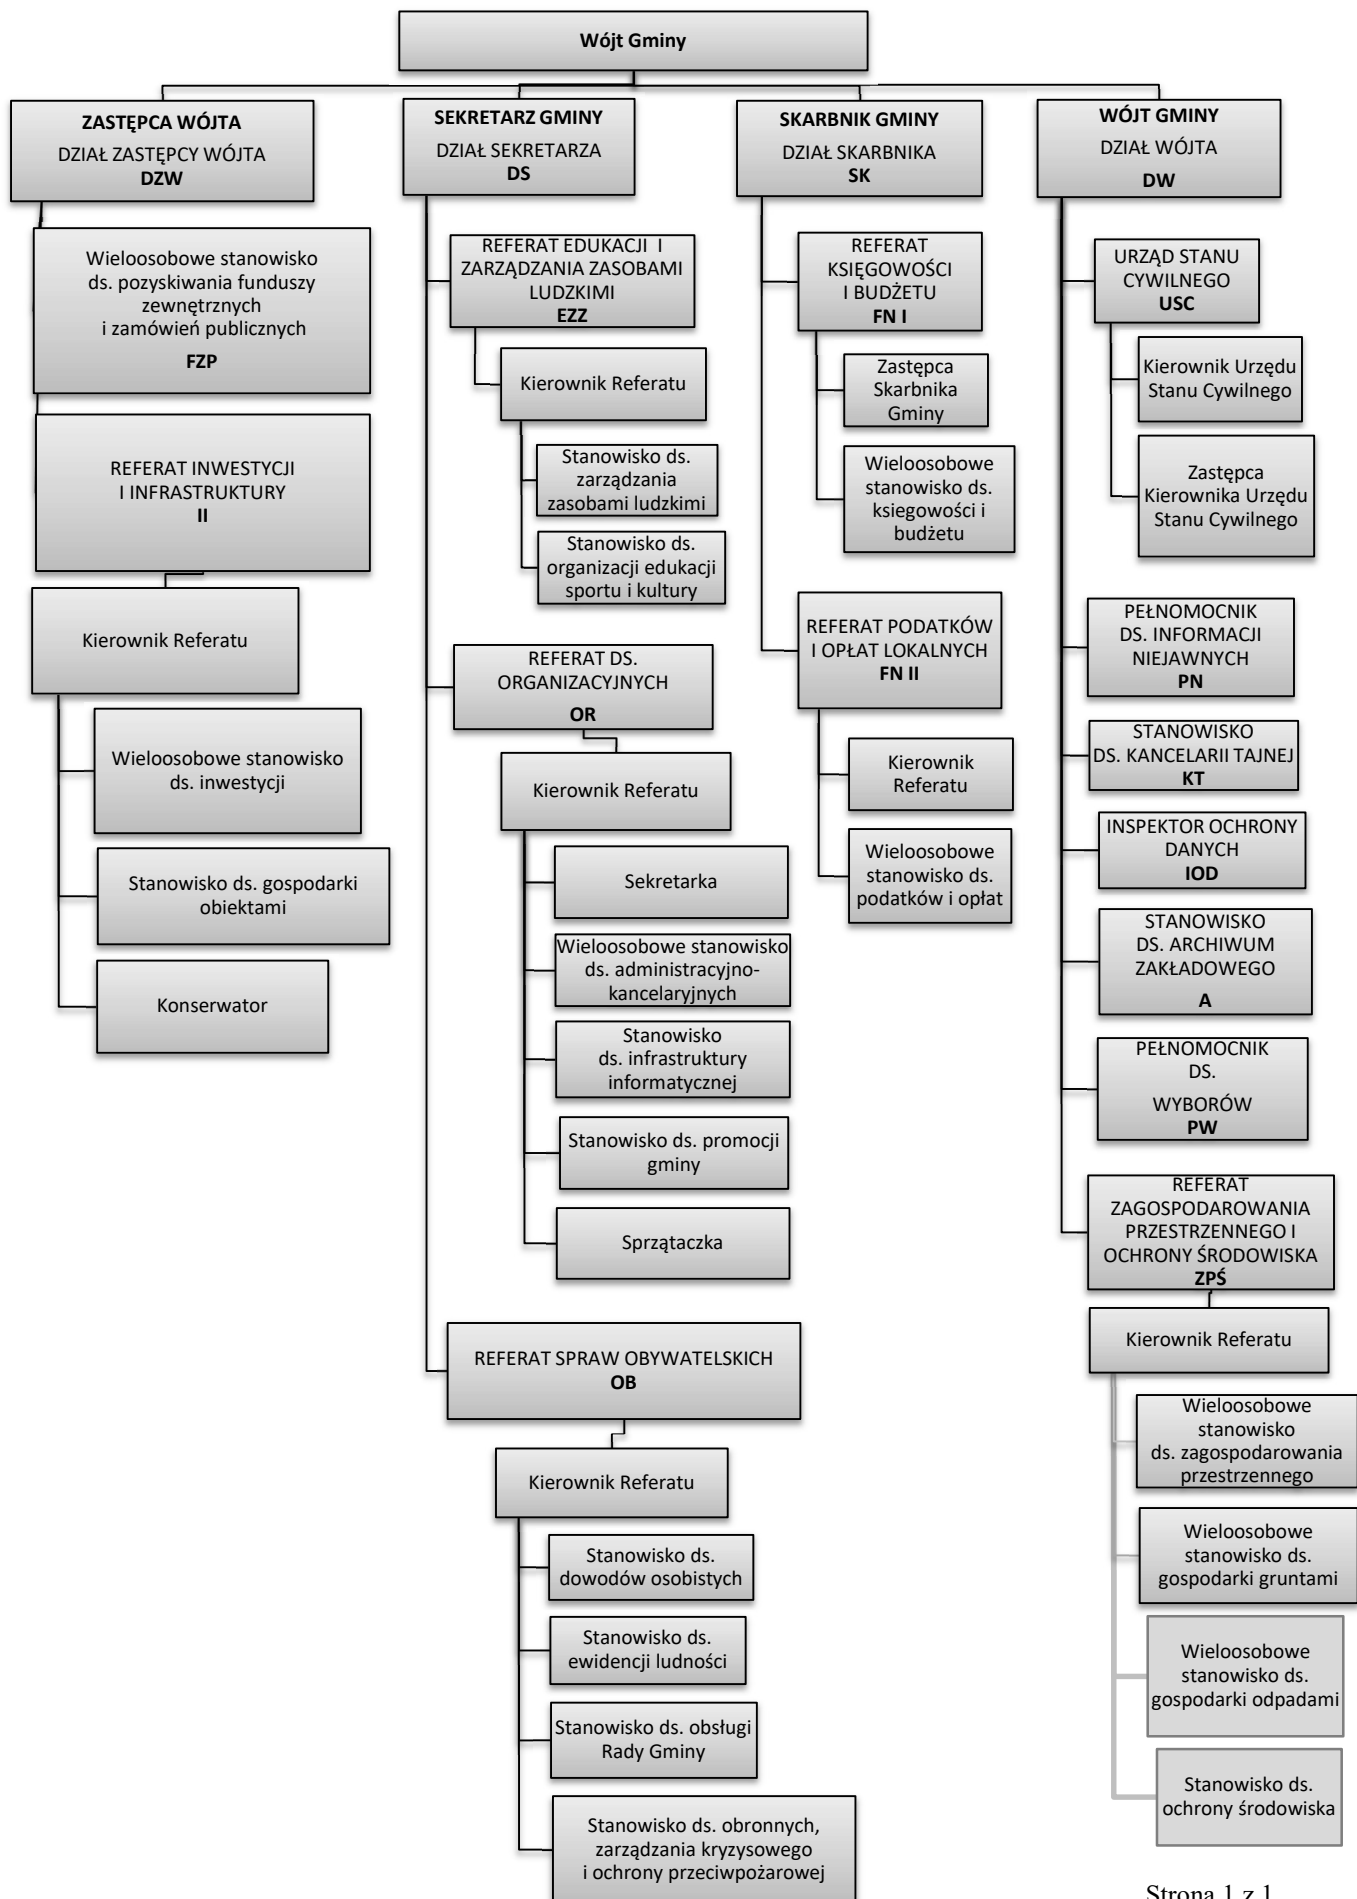 Wójt Gminy
ZASTĘPCA WÓJTA
DZIAŁ ZASTĘPCY WÓJTA
DZW
Wieloosobowe stanowisko
ds. pozyskiwania funduszy
zewnętrznych
i zamówień publicznych
FZP
REFERAT INWESTYCJI
I INFRASTRUKTURY
II
Kierownik Referatu
Wieloosobowe stanowisko
ds. inwestycji
Stanowisko ds. gospodarki
obiektami
Konserwator
SEKRETARZ GMINY
DZIAŁ SEKRETARZA
DS
REFERAT EDUKACJI I
ZARZĄDZANIA ZASOBAMI
LUDZKIMI
EZZ
Kierownik Referatu
Stanowisko ds.
zarządzania
zasobami ludzkimi
Stanowisko ds.
organizacji edukacji
sportu i kultury
REFERAT DS.
ORGANIZACYJNYCH
OR
Kierownik Referatu
Sekretarka
Wieloosobowe stanowisko
ds. administracyjno-
kancelaryjnych
Stanowisko
ds. infrastruktury
informatycznej
Stanowisko ds. promocji
gminy
Sprzątaczka
REFERAT SPRAW OBYWATELSKICH
OB
Kierownik Referatu
Stanowisko ds.
dowodów osobistych
Stanowisko ds.
ewidencji ludności
Stanowisko ds. obsługi
Rady Gminy
Stanowisko ds. obronnych,
zarządzania kryzysowego
i ochrony przeciwpożarowej
SKARBNIK GMINY
DZIAŁ SKARBNIKA
SK
REFERAT
KSIĘGOWOŚCI
I BUDŻETU
FN I
Zastępca
Skarbnika
Gminy
Wieloosobowe
stanowisko ds.
ksiegowości i
budżetu
REFERAT PODATKÓW
I OPŁAT LOKALNYCH
FN II
Kierownik
Referatu
Wieloosobowe
stanowisko ds.
podatków i opłat
WÓJT GMINY
DZIAŁ WÓJTA
DW
URZĄD STANU
CYWILNEGO
USC
Kierownik Urzędu
Stanu Cywilnego
Zastępca
Kierownika Urzędu
Stanu Cywilnego
PEŁNOMOCNIK
DS. INFORMACJI
NIEJAWNYCH
PN
STANOWISKO
DS. KANCELARII TAJNEJ
KT
INSPEKTOR OCHRONY
DANYCH
IOD
STANOWISKO
DS. ARCHIWUM
ZAKŁADOWEGO
A
PEŁNOMOCNIK
DS.
WYBORÓW
PW
REFERAT
ZAGOSPODAROWANIA
PRZESTRZENNEGO I
OCHRONY ŚRODOWISKA
ZPŚ
Kierownik Referatu
Wieloosobowe
stanowisko
ds. zagospodarowania
przestrzennego
Wieloosobowe
stanowisko ds.
gospodarki gruntami
Wieloosobowe
stanowisko ds.
gospodarki odpadami
Stanowisko ds.
ochrony środowiska
Strona 1 z 1